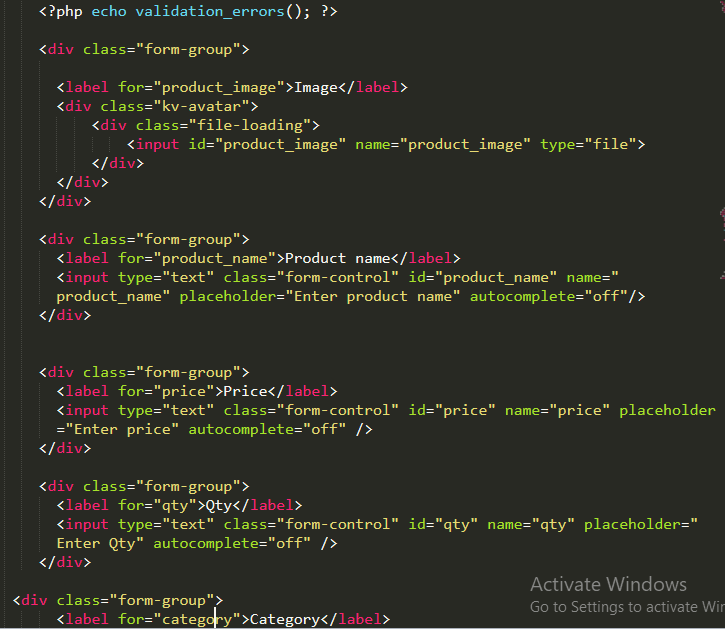 <?php echo validation_errors(); ?>
<div class="form-group">
<label for="product_image">Image</label>
<div class="kv-avatar">
<div class="file-loading">
<input id="product_image" name="product_image" type="file">
</div>
</div>
</div>
<div class="form-group">
<label for="product_name">Product name</label>
<input type="text" class="form-control" id="product_name" name="
product_name" placeholder="Enter product name" autocomplete="off"/>
</div>
<div class="form-group">
<label for="price">Price</label>
<input type="text" class="form-control" id="price" name="price" placeholder
="Enter price" autocomplete="off" />
</div>
<div class="form-group">
<label for="qty">Qty</label>
<input type="text" class="form-control" id="qty" name="qty" placeholder="
Enter Qty" autocomplete="off" />
</div>
<div class="form-group">
<label for="category">Category</label>
Activate Windows
Go to Settings to activate Win